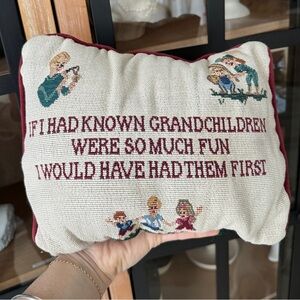 IF I HAD KNOWN GRANDCHILDREN
WERE SO MUCH FUN
I WOULD HAVE HAD THEM FIRST